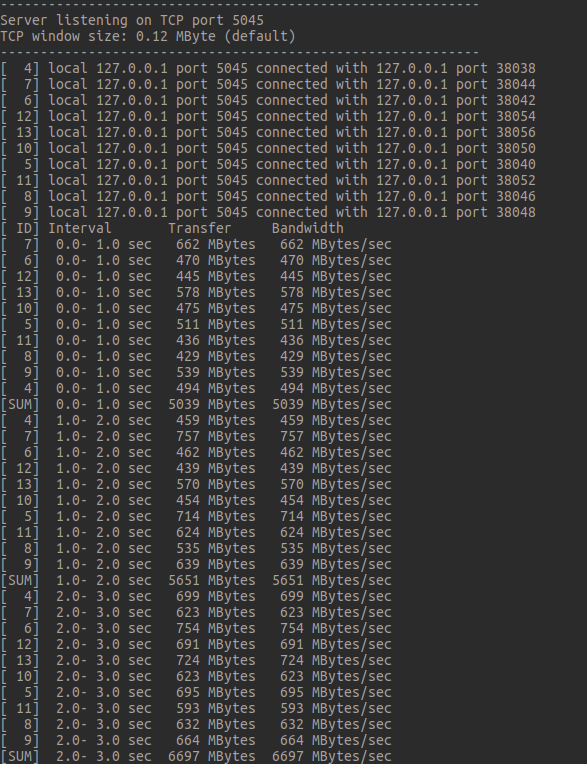 ------------------------------------------------------------
Server listening on TCP port 5045
TCP window size: 0.12 MByte (default)
------------------------------------------------------------
[  4] local 127.0.0.1 port 5045 connected with 127.0.0.1 port 38038
[  7] local 127.0.0.1 port 5045 connected with 127.0.0.1 port 38044
[  6] local 127.0.0.1 port 5045 connected with 127.0.0.1 port 38042
[ 12] local 127.0.0.1 port 5045 connected with 127.0.0.1 port 38054
[ 13] local 127.0.0.1 port 5045 connected with 127.0.0.1 port 38056
[ 10] local 127.0.0.1 port 5045 connected with 127.0.0.1 port 38050
[  5] local 127.0.0.1 port 5045 connected with 127.0.0.1 port 38040
[ 11] local 127.0.0.1 port 5045 connected with 127.0.0.1 port 38052
[  8] local 127.0.0.1 port 5045 connected with 127.0.0.1 port 38046
[  9] local 127.0.0.1 port 5045 connected with 127.0.0.1 port 38048
[ ID] Interval       Transfer     Bandwidth
[  7]  0.0- 1.0 sec   662 MBytes   662 MBytes/sec
[  6]  0.0- 1.0 sec   470 MBytes   470 MBytes/sec
[ 12]  0.0- 1.0 sec   445 MBytes   445 MBytes/sec
[ 13]  0.0- 1.0 sec   578 MBytes   578 MBytes/sec
[ 10]  0.0- 1.0 sec   475 MBytes   475 MBytes/sec
[  5]  0.0- 1.0 sec   511 MBytes   511 MBytes/sec
[ 11]  0.0- 1.0 sec   436 MBytes   436 MBytes/sec
[  8]  0.0- 1.0 sec   429 MBytes   429 MBytes/sec
[  9]  0.0- 1.0 sec   539 MBytes   539 MBytes/sec
[  4]  0.0- 1.0 sec   494 MBytes   494 MBytes/sec
[SUM]  0.0- 1.0 sec  5039 MBytes  5039 MBytes/sec
[  4]  1.0- 2.0 sec   459 MBytes   459 MBytes/sec
[  7]  1.0- 2.0 sec   757 MBytes   757 MBytes/sec
[  6]  1.0- 2.0 sec   462 MBytes   462 MBytes/sec
[ 12]  1.0- 2.0 sec   439 MBytes   439 MBytes/sec
[ 13]  1.0- 2.0 sec   570 MBytes   570 MBytes/sec
[ 10]  1.0- 2.0 sec   454 MBytes   454 MBytes/sec
[  5]  1.0- 2.0 sec   714 MBytes   714 MBytes/sec
[ 11]  1.0- 2.0 sec   624 MBytes   624 MBytes/sec
[  8]  1.0- 2.0 sec   535 MBytes   535 MBytes/sec
[  9]  1.0- 2.0 sec   639 MBytes   639 MBytes/sec
[SUM]  1.0- 2.0 sec  5651 MBytes  5651 MBytes/sec
[  4]  2.0- 3.0 sec   699 MBytes   699 MBytes/sec
[  7]  2.0- 3.0 sec   623 MBytes   623 MBytes/sec
[  6]  2.0- 3.0 sec   754 MBytes   754 MBytes/sec
[ 12]  2.0- 3.0 sec   691 MBytes   691 MBytes/sec
[ 13]  2.0- 3.0 sec   724 MBytes   724 MBytes/sec
[ 10]  2.0- 3.0 sec   623 MBytes   623 MBytes/sec
[  5]  2.0- 3.0 sec   695 MBytes   695 MBytes/sec
[ 11]  2.0- 3.0 sec   593 MBytes   593 MBytes/sec
[  8]  2.0- 3.0 sec   632 MBytes   632 MBytes/sec
[  9]  2.0- 3.0 sec   664 MBytes   664 MBytes/sec
[SUM]  2.0- 3.0 sec  6697 MBytes  6697 MBytes/sec